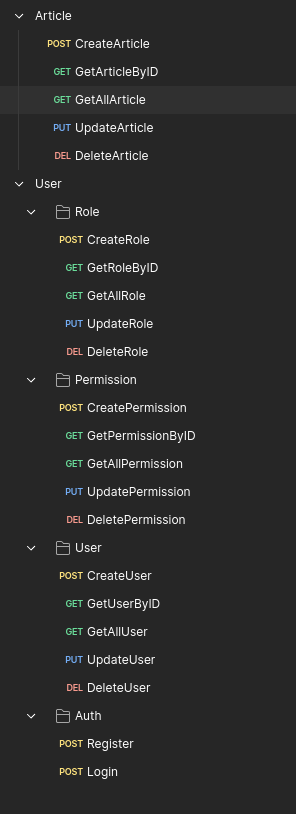 Article
POST CreateArticle
GET GetArticleByID
GET GetAllArticle
PUT UpdateArticle
DEL DeleteArticle
User
Role
POST CreateRole
GET GetRoleByID
GET GetAllRole
PUT UpdateRole
DEL DeleteRole
Permission
POST CreatePermission
GET GetPermissionByID
GET GetAllPermission
PUT UpdatePermission
DEL DeletePermission
User
POST CreateUser
GET GetUserByID
GET GetAllUser
PUT UpdateUser
DEL DeleteUser
Auth
POST Register
POST Login